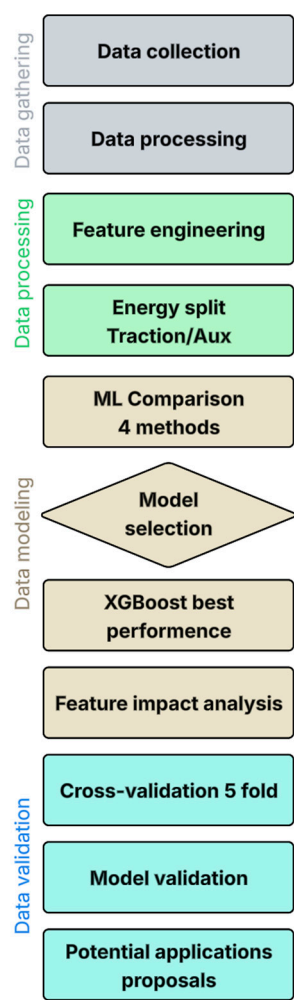 Data gathering
Data collection
Data processing
Data processing
Feature engineering
Energy split
Traction/Aux
Data modeling
ML Comparison
4 methods
Model
selection
XGBoost best
performence
Feature impact analysis
Data validation
Cross-validation 5 fold
Model validation
Potential applications
proposals